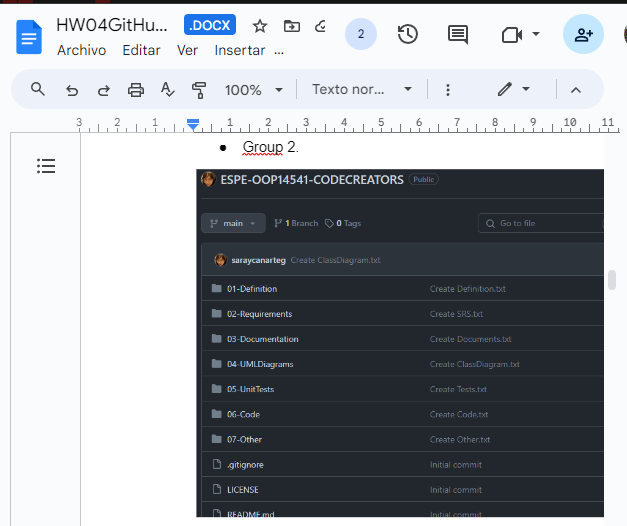 HW04GitHu... .DOCX
2
Archivo Editar Ver Insertar ...
100% Texto nor...
3 2 1 1 2 3 4 5 6 7 8 9 10 11
● Group 2.
ESPE-OOP14541-CODECREATORS Public
main 1 Branch 0 Tags Go to file
saraycanarteg Create ClassDiagram.txt
01-Definition Create Definition.txt
02-Requirements Create SRS.txt
03-Documentation Create Documents.txt
04-UMLDiagrams Create ClassDiagram.txt
05-UnitTests Create Tests.txt
06-Code Create Code.txt
07-Other Create Other.txt
.gitignore Initial commit
LICENSE Initial commit
README.md Initial commit